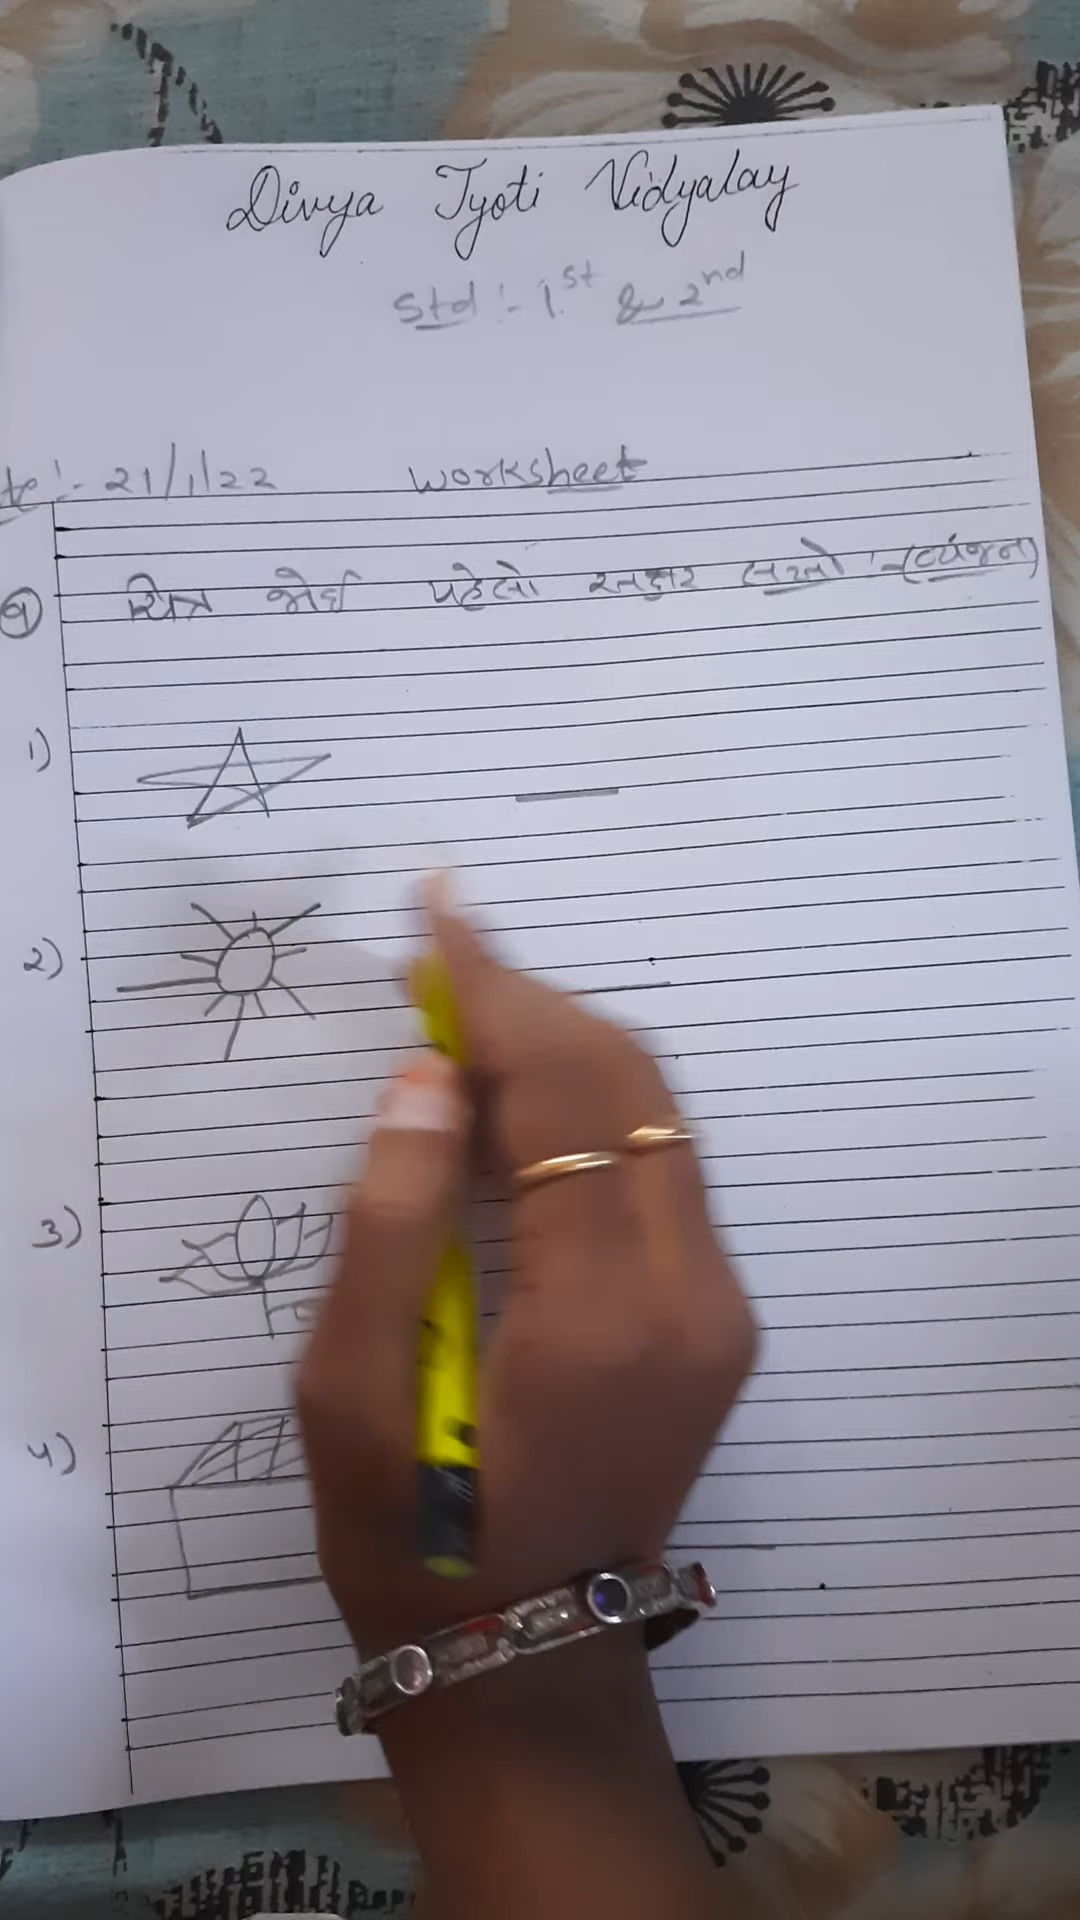 Divya Jyoti Vidyalay
Std :- 1st & 2nd
te :- 21/1/22 Worksheet
૧ ચિત્ર જોઈ પહેલો અક્ષર લખો :- (વ્યંજન)
1)
2)
3)
4)